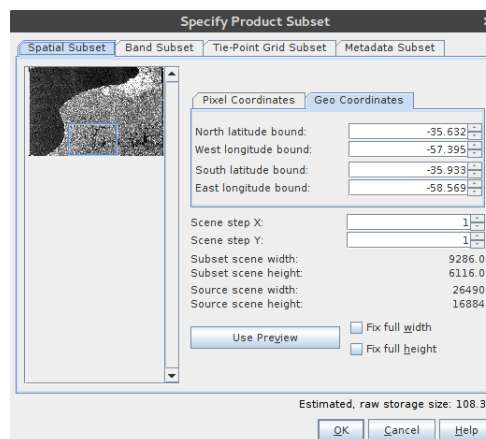 Specify Product Subset
Spatial Subset Band Subset Tie-Point Grid Subset Metadata Subset
Pixel Coordinates Geo Coordinates
North latitude bound: -35.632
West longitude bound: -57.395
South latitude bound: -35.933
East longitude bound: -58.569
Scene step X: 1
Scene step Y: 1
Subset scene width: 9286.0
Subset scene height: 6116.0
Source scene width: 26490
Source scene height: 16884
Use Preview
Fix full width
Fix full height
Estimated, raw storage size: 108.3
OK Cancel Help